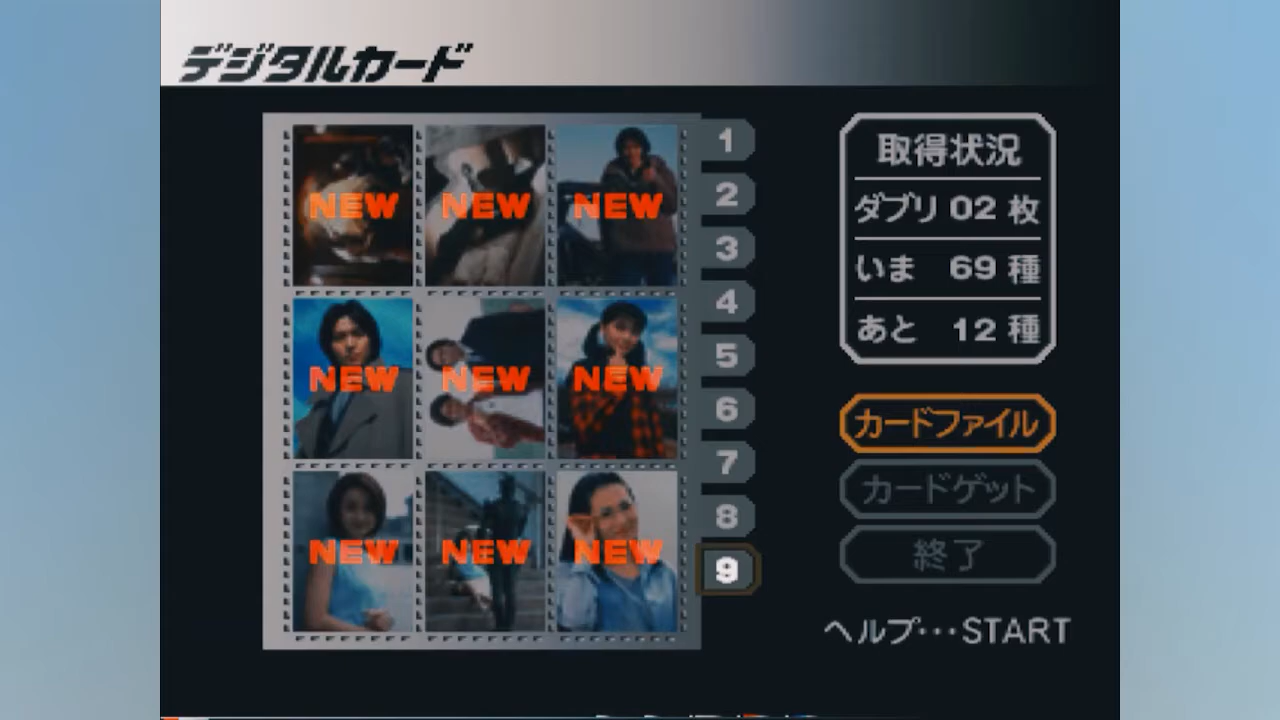 デジタルカード
NEW NEW NEW
NEW NEW NEW
NEW NEW NEW
1
2
3
4
5
6
7
8
9
取得状況
ダブリ 02 枚
いま 69 種
あと 12 種
カードファイル
カードゲット
終了
ヘルプ…START